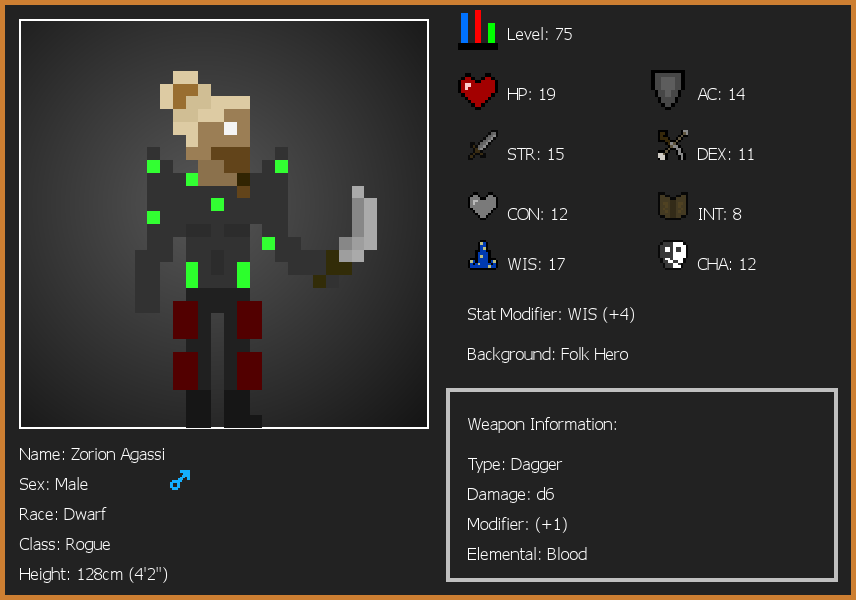 Level: 75
HP: 19
AC: 14
STR: 15
DEX: 11
CON: 12
INT: 8
WIS: 17
CHA: 12
Stat Modifier: WIS (+4)
Background: Folk Hero
Weapon Information:
Type: Dagger
Damage: d6
Modifier: (+1)
Elemental: Blood
Name: Zorion Agassi
Sex: Male
Race: Dwarf
Class: Rogue
Height: 128cm (4'2")